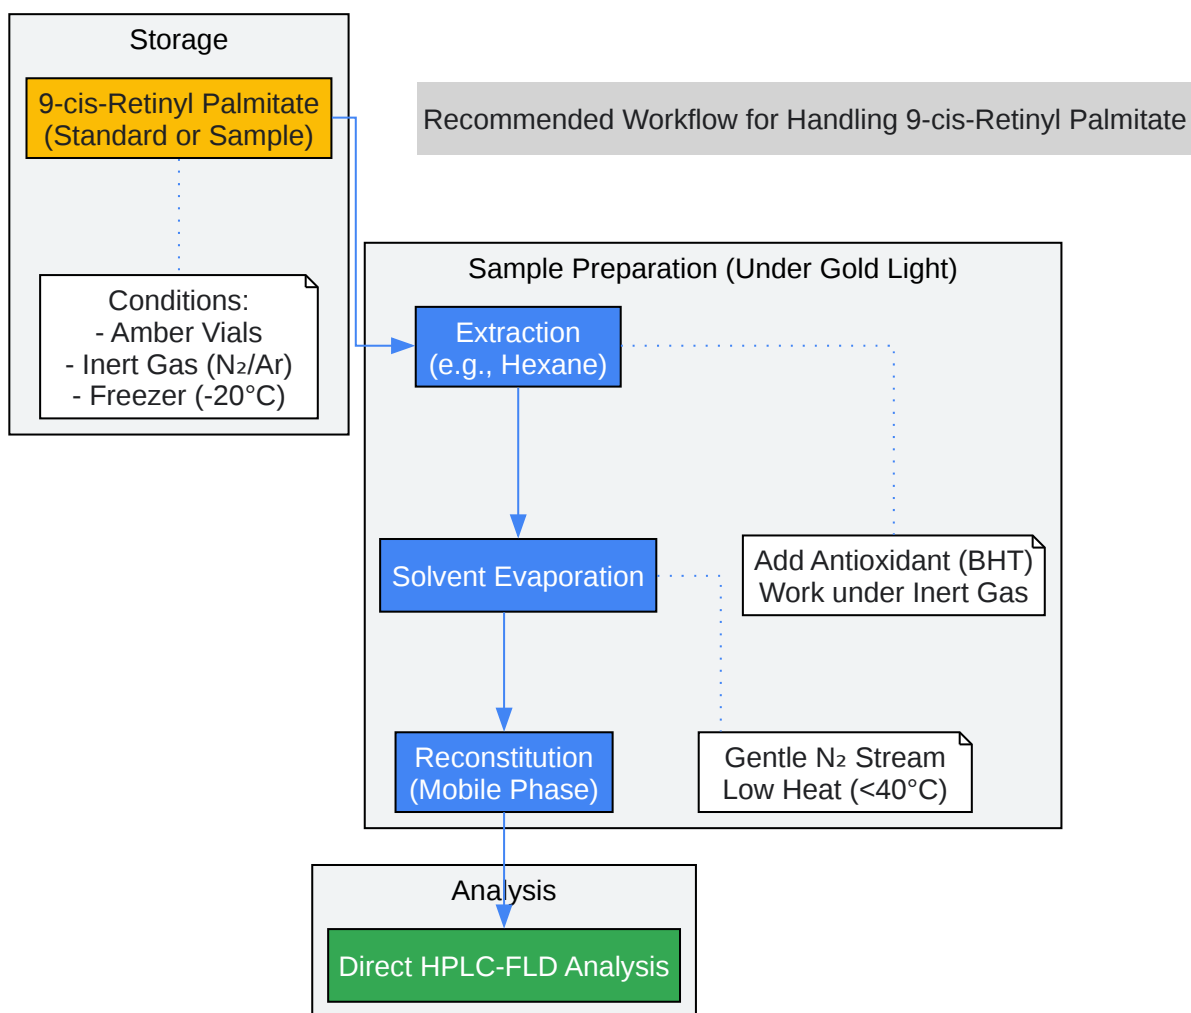 Storage
9-cis-Retinyl Palmitate
(Standard or Sample)
Recommended Workflow for Handling 9-cis-Retinyl Palmitate
Conditions:
- Amber Vials
- Inert Gas (N₂/Ar)
- Freezer (-20°C)
Sample Preparation (Under Gold Light)
Extraction
(e.g., Hexane)
Solvent Evaporation
Add Antioxidant (BHT)
Work under Inert Gas
Reconstitution
(Mobile Phase)
Gentle N₂ Stream
Low Heat (<40°C)
Analysis
Direct HPLC-FLD Analysis